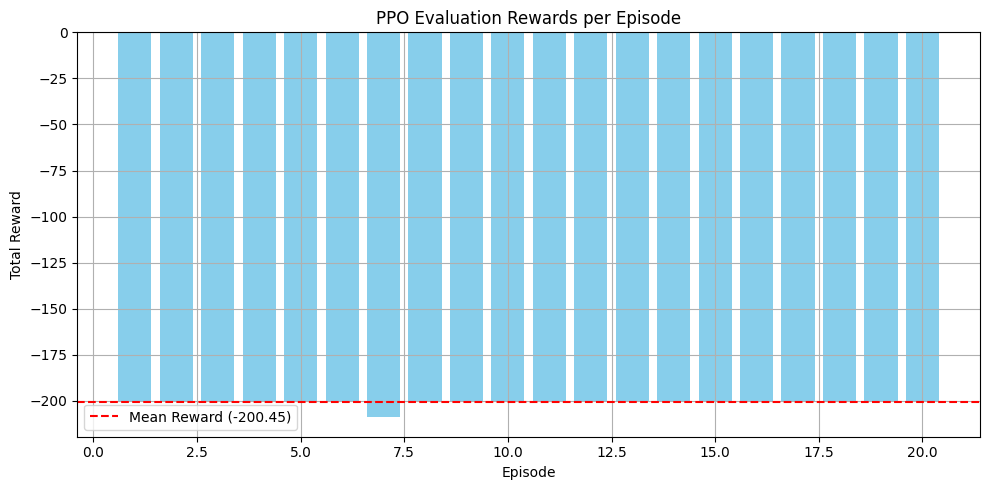 PPO Evaluation Rewards per Episode
Total Reward
0
−25
−50
−75
−100
−125
−150
−175
−200
Mean Reward (-200.45)
0.0 2.5 5.0 7.5 10.0 12.5 15.0 17.5 20.0
Episode